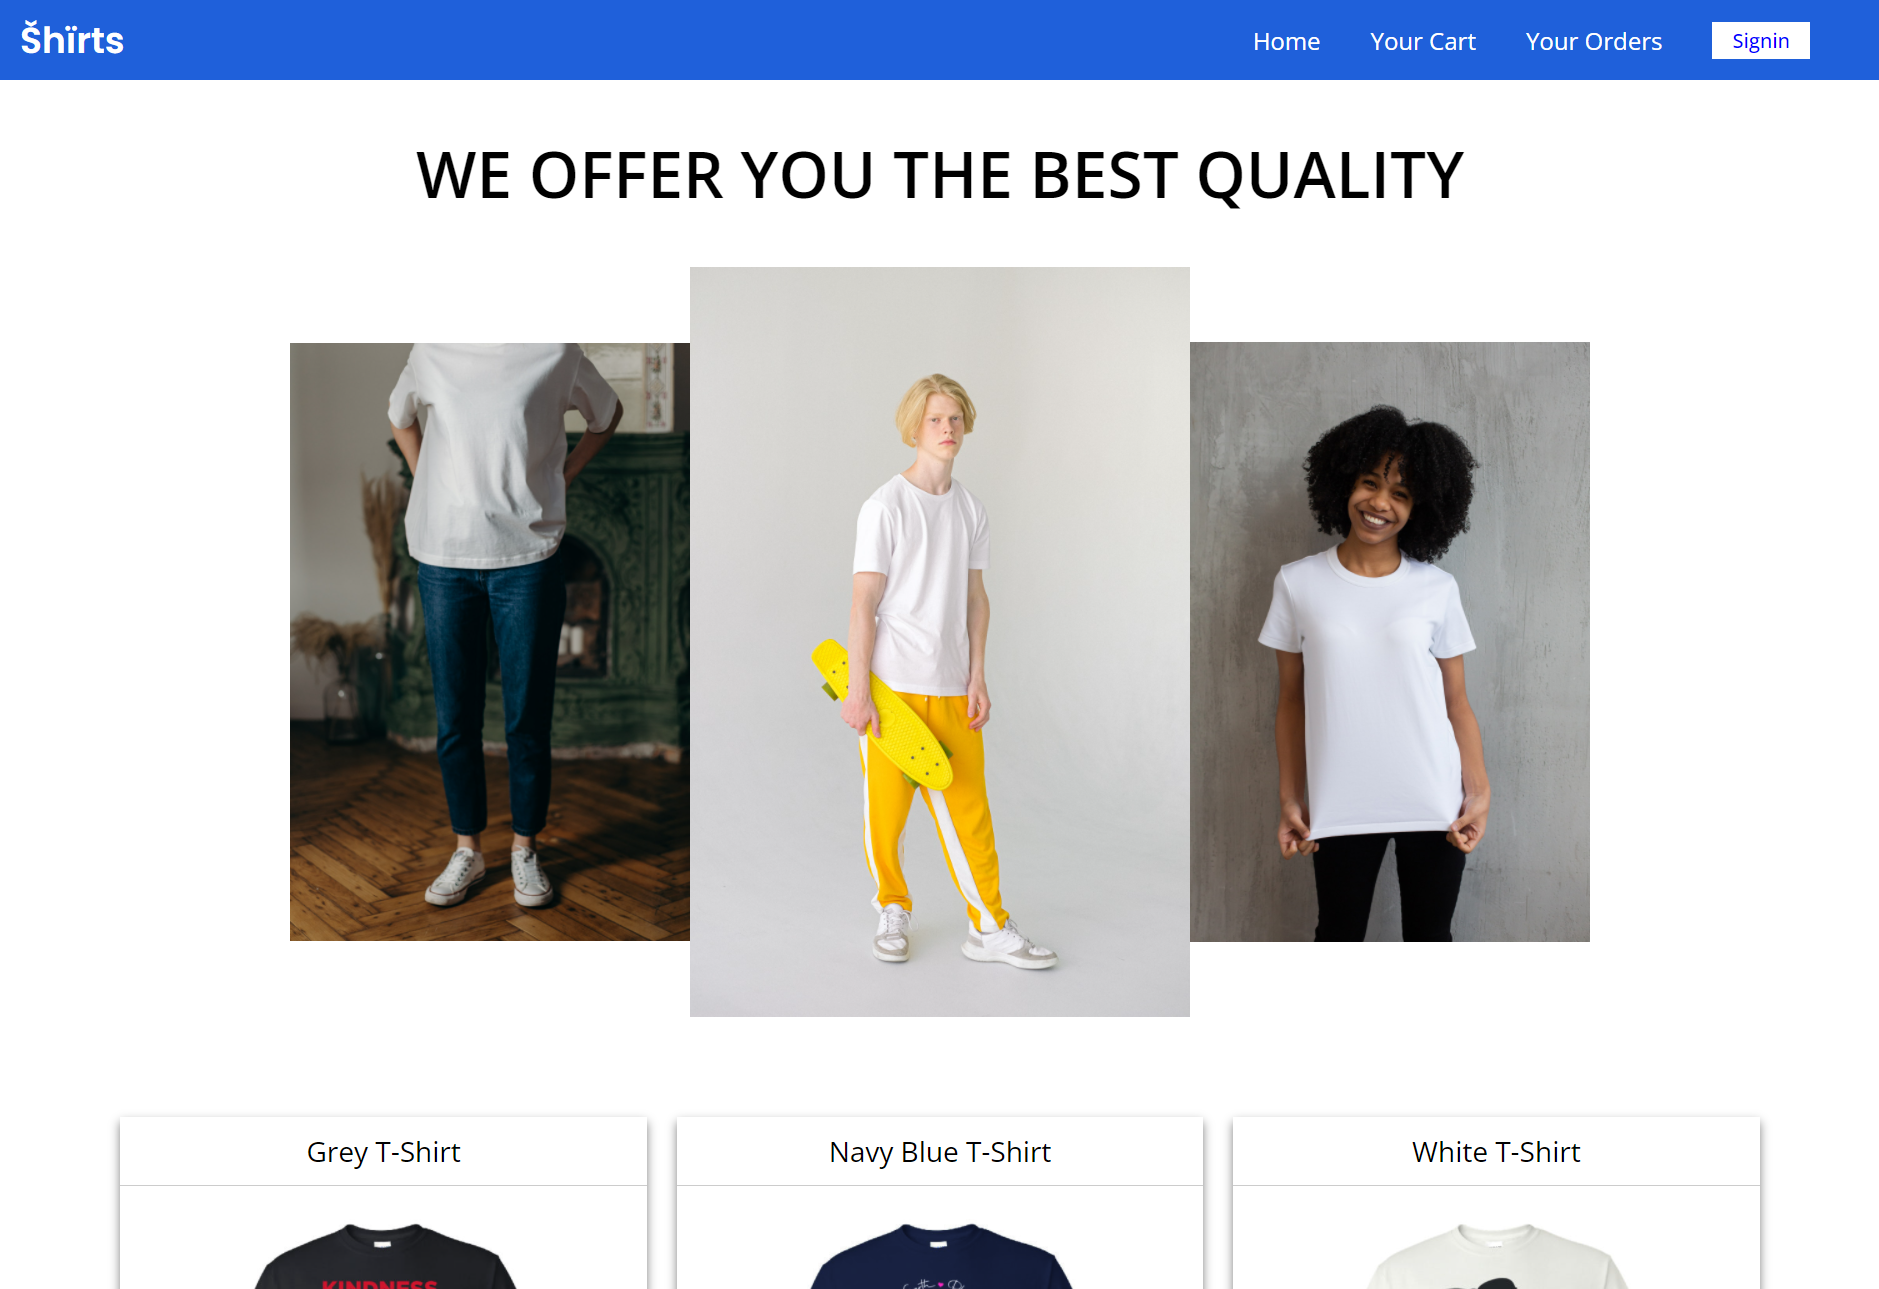 Šhïrts
Home
Your Cart
Your Orders
Signin
WE OFFER YOU THE BEST QUALITY
Grey T-Shirt
Navy Blue T-Shirt
White T-Shirt
KINDNESS